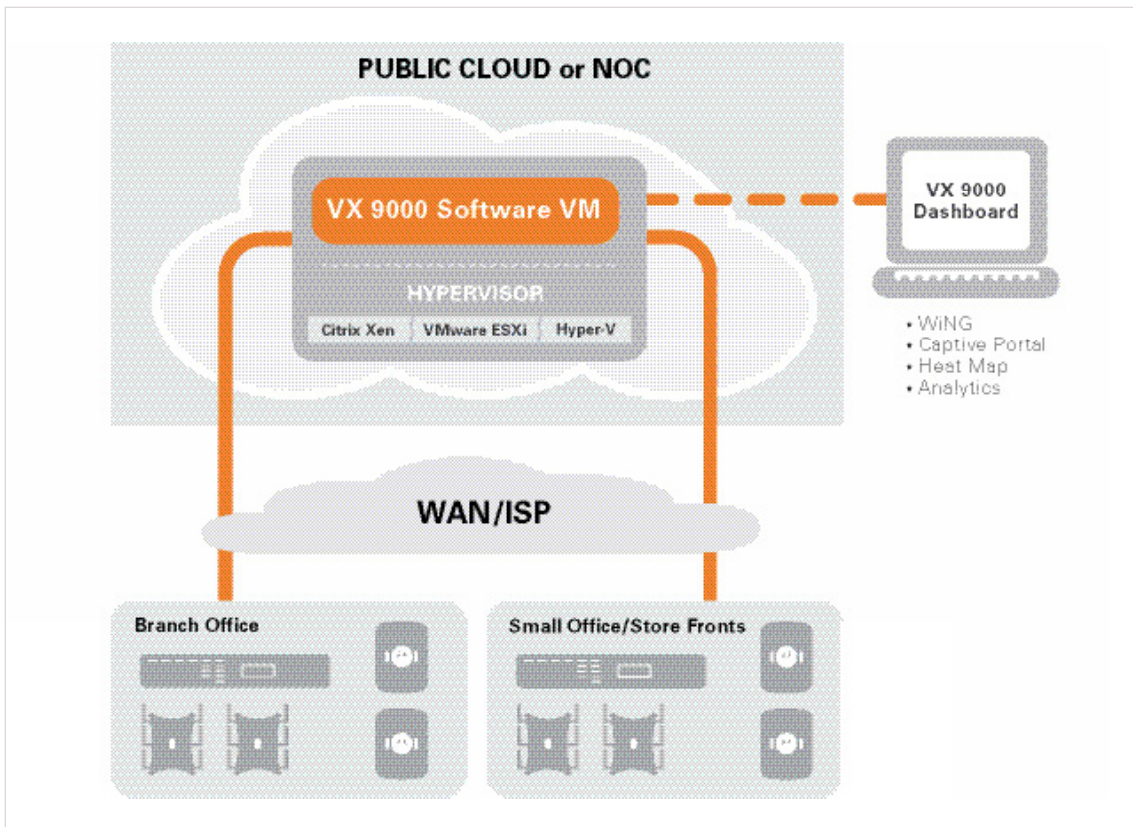 PUBLIC CLOUD or NOC
VX 9000 Software VM
HYPERVISOR
Citrix Xen
VMware ESXi
Hyper-V
VX 9000
Dashboard
• WiNG
• Captive Portal
• Heat Map
• Analytics
WAN/ISP
Branch Office
Small Office/Store Fronts